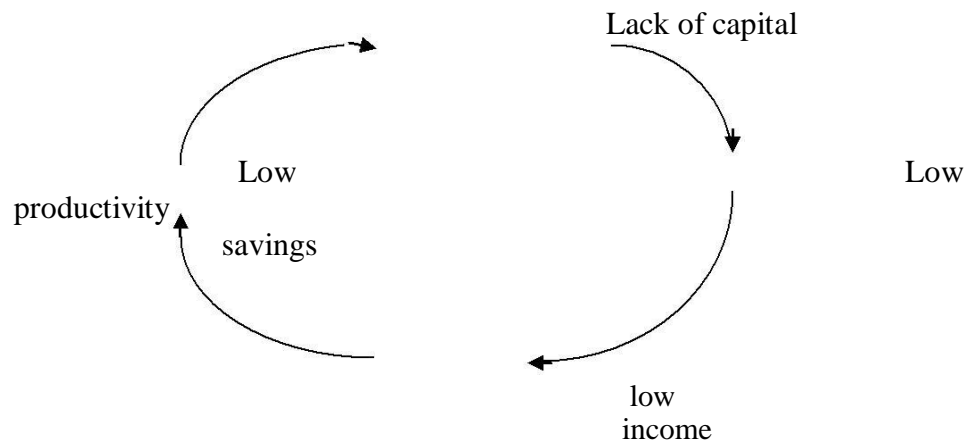 Lack of capital
Low Low
productivity
savings
low
income